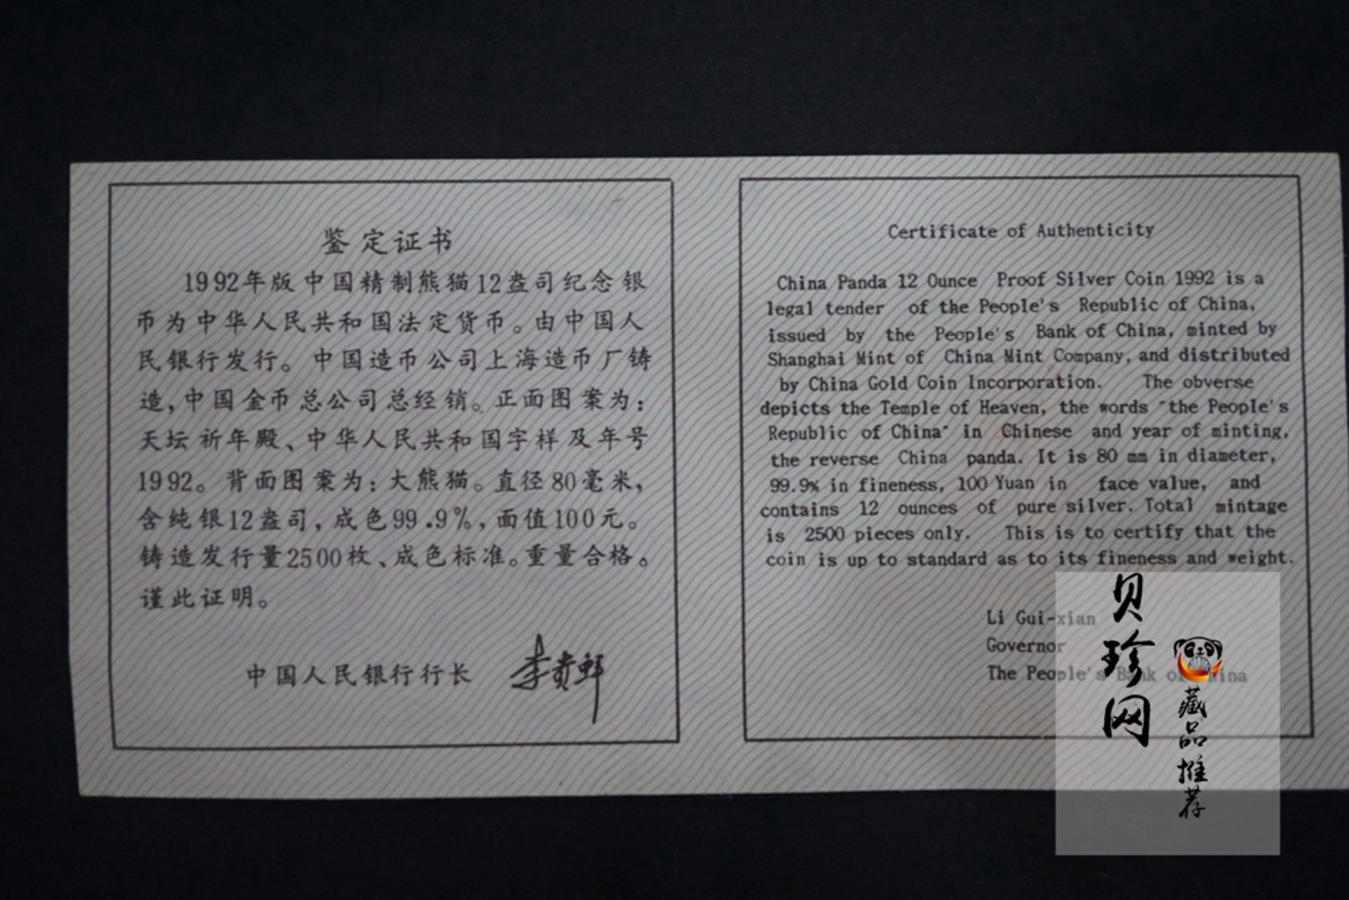 鉴定证书
1992年版中国精制熊猫12盎司纪念银
币为中华人民共和国法定货币。由中国人
民银行发行。中国造币公司上海造币厂铸
造,中国金币总公司总经销。正面图案为:
天坛祈年殿、中华人民共和国字样及年号
1992。背面图案为:大熊猫。直径80毫米,
含纯银12盎司,成色99.9%,面值100元。
铸造发行量2500枚、成色标准。重量合格。
谨此证明。
中国人民银行行长 李贵鲜
Certificate of Authenticity
China Panda 12 Ounce Proof Silver Coin 1992 is a
legal tender of the People's Republic of China,
issued by the People's Bank of China, minted by
Shanghai Mint of China Mint Company, and distributed
by China Gold Coin Incorporation. The obverse
depicts the Temple of Heaven, the words "the People's
Republic of China" in Chinese and year of minting,
the reverse China panda. It is 80 mm in diameter,
99.9% in fineness, 100 Yuan in face value, and
contains 12 ounces of pure silver. Total mintage
is 2500 pieces only. This is to certify that the
coin is up to standard as to its fineness and weight.
Li Gui-xian
Governor
The People's Bank of China
贝珍网
藏品推荐